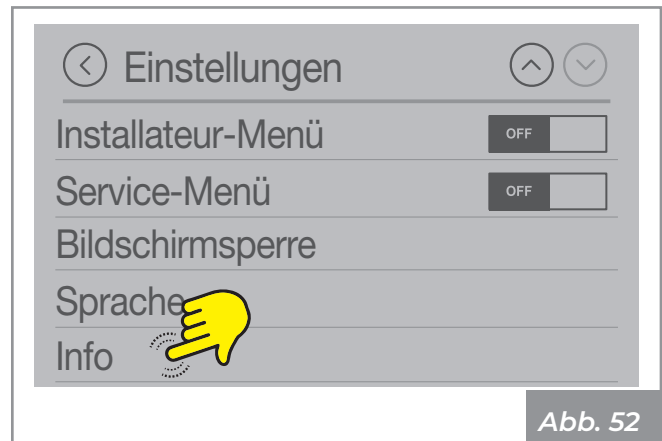 Einstellungen
Installateur-Menü OFF
Service-Menü OFF
Bildschirmsperre
Sprache
Info
Abb. 52